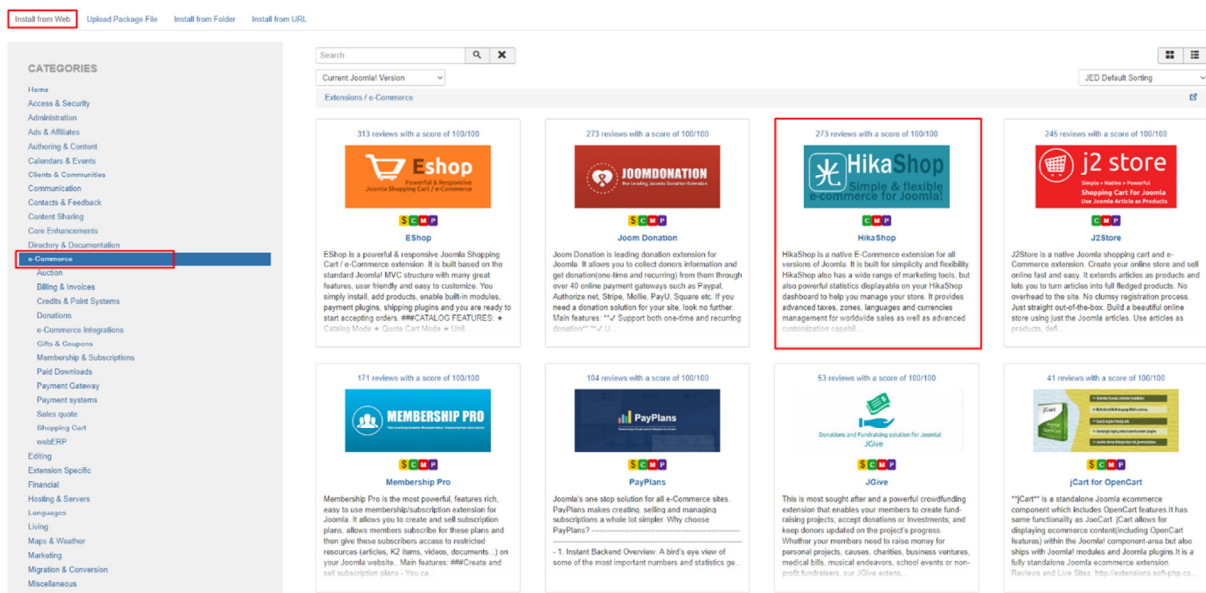 Install from Web
Upload Package File
Install from Folder
Install from URL
CATEGORIES
Home
Access & Security
Administration
Ads & Affiliates
Authoring & Content
Calendars & Events
Clients & Communities
Communication
Contacts & Feedback
Content Sharing
Core Enhancements
Directory & Documentation
e-Commerce
Auction
Billing & Invoices
Credits & Point Systems
Donations
e-Commerce Integrations
Gifts & Coupons
Membership & Subscriptions
Paid Downloads
Payment Gateway
Payment systems
Sales quote
Shopping Cart
webERP
Editing
Extension Specific
Financial
Hosting & Servers
Languages
Living
Maps & Weather
Marketing
Migration & Conversion
Miscellaneous
Search
Current Joomla! Version
JED Default Sorting
Extensions / e-Commerce
313 reviews with a score of 100/100
Eshop
Powerful & Responsive
Joomla Shopping Cart / e-Commerce
S C M P
EShop
EShop is a powerful & responsive Joomla Shopping
Cart / e-Commerce extension. It is built based on the
standard Joomla! MVC structure with many great
features, user friendly and easy to customize. You
simply install, add products, enable built-in modules,
payment plugins, shipping plugins and you are ready to
start accepting orders. ###CATALOG FEATURES: ★
Catalog Mode ★ Quote Cart Mode ★ Unli...
273 reviews with a score of 100/100
JOOMDONATION
The Leading Joomla Donation Extension
S C M P
Joom Donation
Joom Donation is leading donation extension for
Joomla. It allows you to collect donors information and
get donation(one-time and recurring) from them through
over 40 online payment gateways such as Paypal,
Authorize.net, Stripe, Mollie, PayU, Square etc. If you
need a donation solution for your site, look no further.
Main features: **✓ Support both one-time and recurring
donation** **✓ U...
273 reviews with a score of 100/100
HikaShop
Simple & flexible
e-commerce for Joomla!
C M P
HikaShop
HikaShop is a native E-Commerce extension for all
versions of Joomla. It is built for simplicity and flexibility.
HikaShop also has a wide range of marketing tools, but
also powerful statistics displayable on your HikaShop
dashboard to help you manage your store. It provides
advanced taxes, zones, languages and currencies
management for worldwide sales as well as advanced
customization capabil...
245 reviews with a score of 100/100
j2 store
Simple • Native • Powerful
Shopping Cart for Joomla
Use Joomla Article as Products
C M P
J2Store
J2Store is a native Joomla shopping cart and e-
Commerce extension. Create your online store and sell
online fast and easy. It extends articles as products and
lets you to turn articles into full fledged products. No
overhead to the site. No clumsy registration process.
Just straight out-of-the-box. Build a beautiful online
store using just the Joomla articles. Use articles as
products, defi...
171 reviews with a score of 100/100
MEMBERSHIP PRO
The Leading Joomla Membership/ Subscription Extension
S C M P
Membership Pro
Membership Pro is the most powerful, features rich,
easy to use membership/subscription extension for
Joomla. It allows you to create and sell subscription
plans, allows members subscribe for these plans and
then give these subscribers access to restricted
resources (articles, K2 items, videos, documents...) on
your Joomla website.. Main features: ###Create and
sell subscription plans - You ca...
104 reviews with a score of 100/100
PayPlans
S C M P
PayPlans
Joomla's one stop solution for all e-Commerce sites.
PayPlans makes creating, selling and managing
subscriptions a whole lot simpler. Why choose
PayPlans?
- 1. Instant Backend Overview: A bird's eye view of
some of the most important numbers and statistics ge...
53 reviews with a score of 100/100
Donations and Fundraising solution for Joomla!
JGive
S C M P
JGive
This is most sought after and a powerful crowdfunding
extension that enables your members to create fund-
raising projects; accept donations or Investments; and
keep donors updated on the project's progress.
Whether your members need to raise money for
personal projects, causes, charities, business ventures,
medical bills, musical endeavors, school events or non-
profit fundraisers, our JGive extens...
41 reviews with a score of 100/100
jCart
S C M P
jCart for OpenCart
**jCart** is a standalone Joomla ecommerce
component which includes OpenCart features.It has
same functionality as JooCart. jCart allows for
displaying ecommerce content(including OpenCart
features) within the Joomla! component-area but also
ships with Joomla! modules and Joomla plugins.It is a
fully standalone Joomla ecommerce extension.
Reviews and Live Sites: http://extensions.soft-php.co...